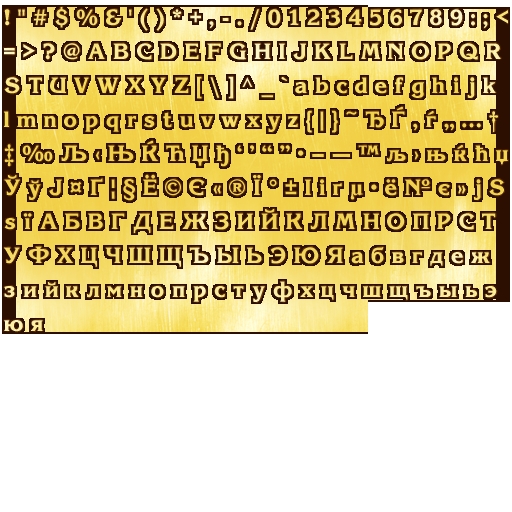 !"#$%&'()*+,-./0123456789:;<
=>?@ABCDEFGHIJKLMNOPQR
STUVWXYZ[\]^_`abcdefghijk
lmnopqrstuvwxyz{|}~ЂЃ‚ѓ„…†
‡‰Љ‹ЊЌЋЏђ‘’“”•–—™љ›њќћџ
ЎўЈ¤Ґ¦§Ё©Є«®Ї°±Ііґµ·ё№є»јЅ
ѕїАБВГДЕЖЗИЙКЛМНОПРСТ
УФХЦЧШЩЪЫЬЭЮЯабвгдеж
зийклмнопрстуфхцчшщъыьэ
юя